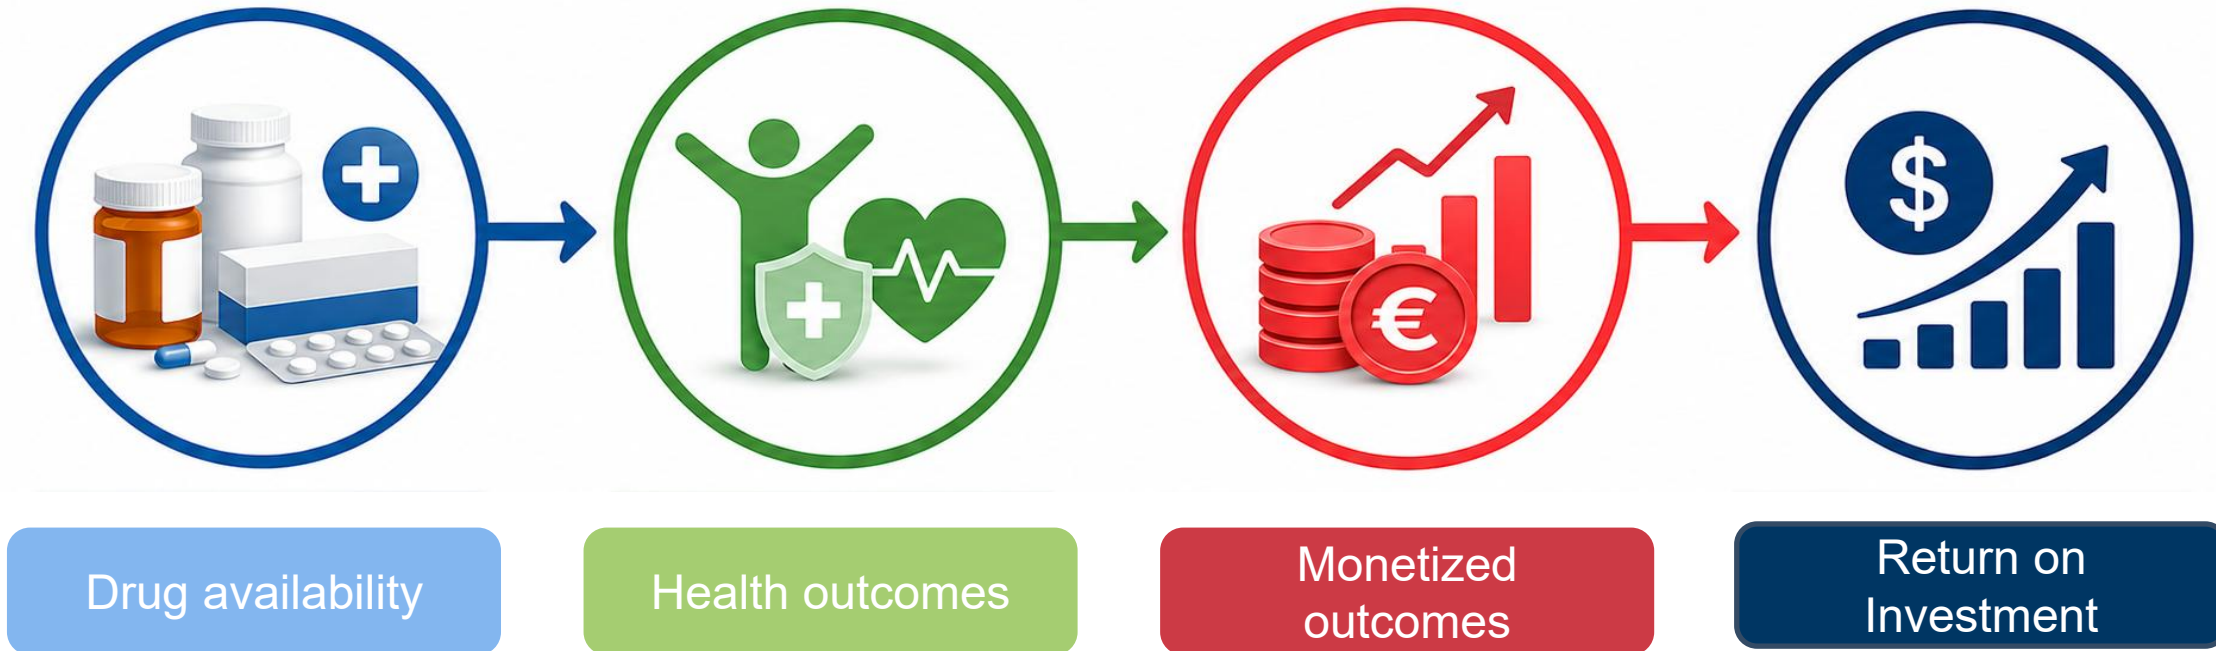 €
$
Drug availability
Health outcomes
Monetized
outcomes
Return on
Investment